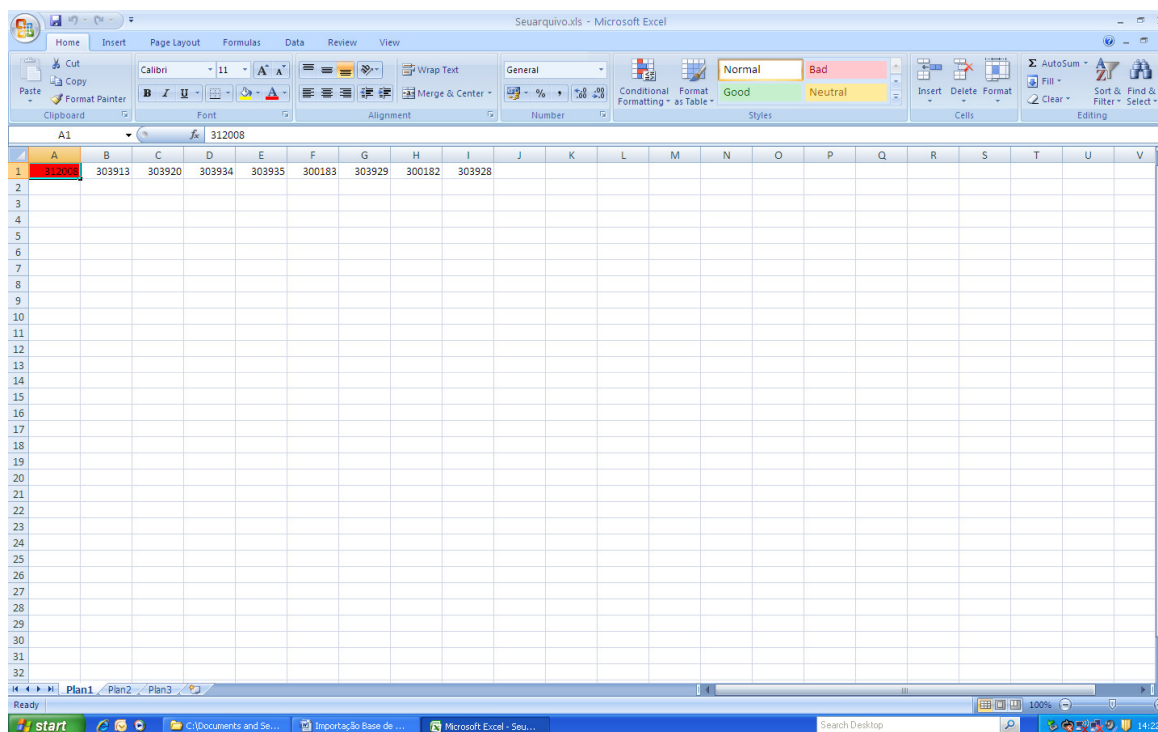 Seuarquivo.xls - Microsoft Excel
Home Insert Page Layout Formulas Data Review View
Paste
Cut
Copy
Format Painter
Clipboard
Calibri 11
B I U
Font
Wrap Text
Merge & Center
Alignment
General
% ,
Number
Conditional Formatting
Format as Table
Normal Bad
Good Neutral
Styles
Insert Delete Format
Cells
Σ AutoSum
Fill
Clear
Sort & Filter
Find & Select
Editing
A1 fx 312008
A B C D E F G H I J K L M N O P Q R S T U V
1 312008 303913 303920 303934 303935 300183 303929 300182 303928
2
3
4
5
6
7
8
9
10
11
12
13
14
15
16
17
18
19
20
21
22
23
24
25
26
27
28
29
30
31
32
Plan1 Plan2 Plan3
Ready 100%
start C:\Documents and Se... Importação Base de ... Microsoft Excel - Seu... Search Desktop 14:22